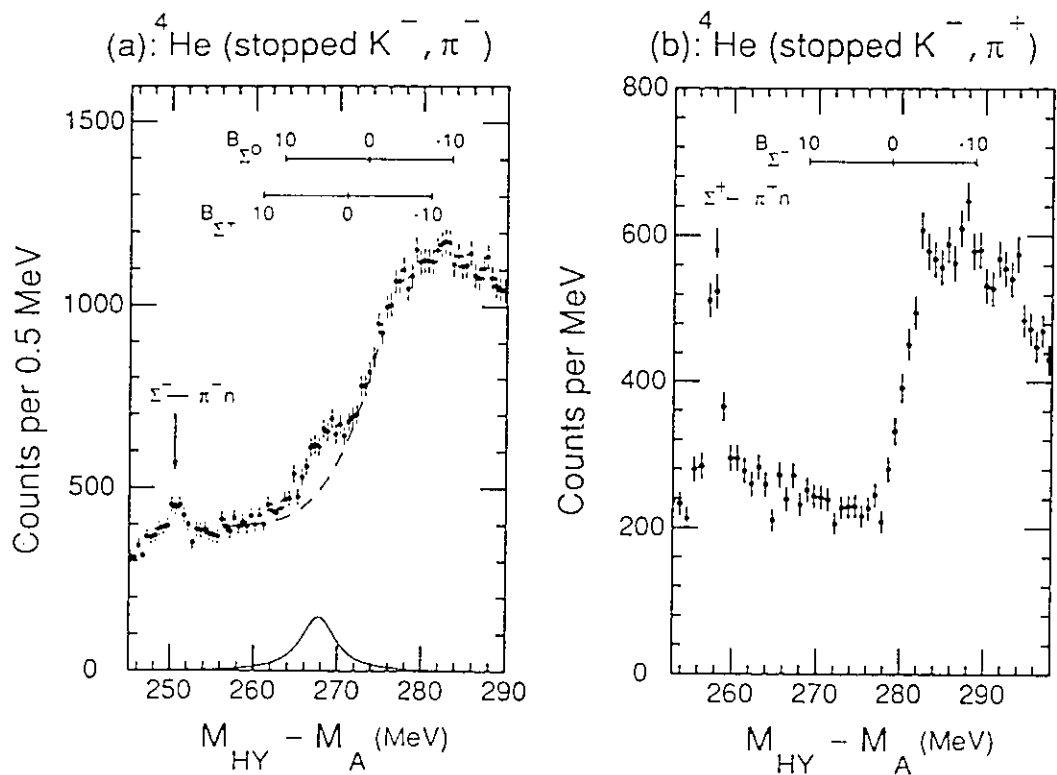 (a): ⁴He (stopped K⁻, π⁻)
1500
1000
500
0
Counts per 0.5 MeV
B_Σ⁰ 10 0 -10
B_Σ⁺ 10 0 -10
Σ⁻ — π⁻n
250 260 270 280 290
M_HY − M_A (MeV)
(b): ⁴He (stopped K⁻, π⁺)
800
600
400
200
0
Counts per MeV
B_Σ⁻ 10 0 -10
Σ⁺ — π⁺n
260 270 280 290
M_HY − M_A (MeV)